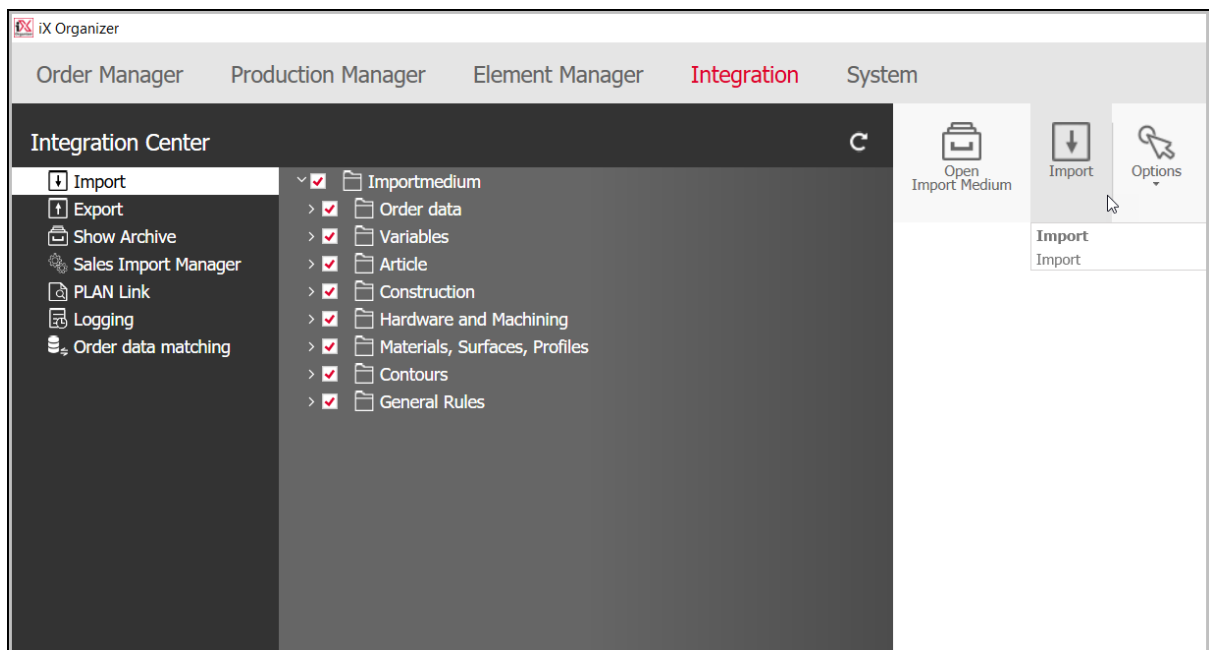 iX Organizer
Order Manager Production Manager Element Manager Integration System
Integration Center
Import
Export
Show Archive
Sales Import Manager
PLAN Link
Logging
Order data matching
Importmedium
Order data
Variables
Article
Construction
Hardware and Machining
Materials, Surfaces, Profiles
Contours
General Rules
Open
Import Medium
Import
Options
Import
Import